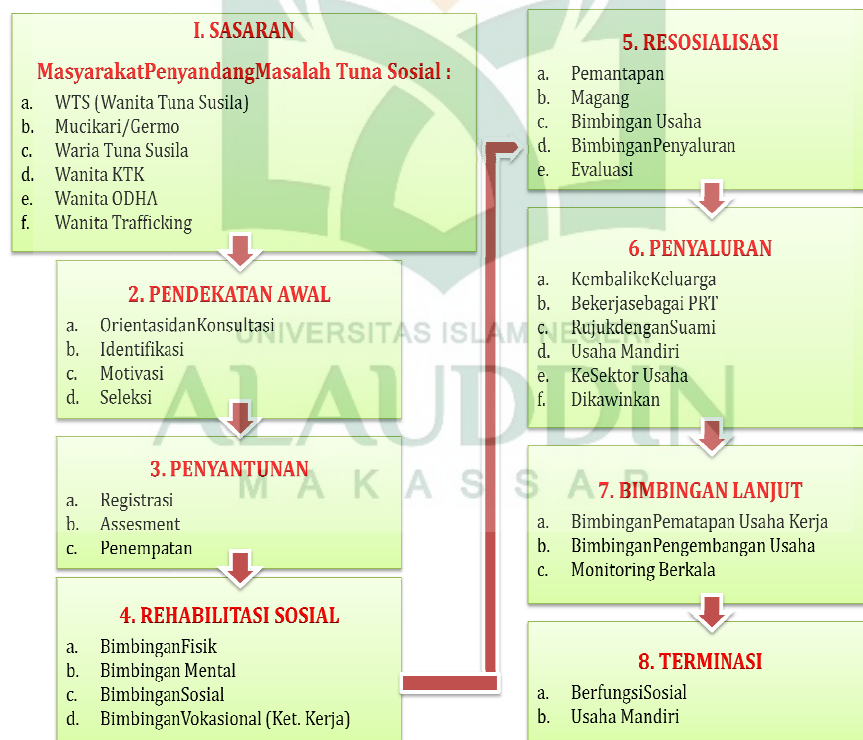 I. SASARAN
MasyarakatPenyandangMasalah Tuna Sosial :
a. WTS (Wanita Tuna Susila)
b. Mucikari/Germo
c. Waria Tuna Susila
d. Wanita KTK
e. Wanita ODHA
f. Wanita Trafficking
2. PENDEKATAN AWAL
a. OrientasidanKonsultasi
b. Identifikasi
c. Motivasi
d. Seleksi
3. PENYANTUNAN
a. Registrasi
b. Assesment
c. Penempatan
4. REHABILITASI SOSIAL
a. BimbinganFisik
b. Bimbingan Mental
c. BimbinganSosial
d. BimbinganVokasional (Ket. Kerja)
5. RESOSIALISASI
a. Pemantapan
b. Magang
c. Bimbingan Usaha
d. BimbinganPenyaluran
e. Evaluasi
6. PENYALURAN
a. KembalikeKeluarga
b. Bekerjasebagai PRT
c. RujukdenganSuami
d. Usaha Mandiri
e. KeSektor Usaha
f. Dikawinkan
7. BIMBINGAN LANJUT
a. BimbinganPematapan Usaha Kerja
b. BimbinganPengembangan Usaha
c. Monitoring Berkala
8. TERMINASI
a. BerfungsiSosial
b. Usaha Mandiri
UNIVERSITAS ISLAM NEGERI
ALAUDDIN
MAKASSAR